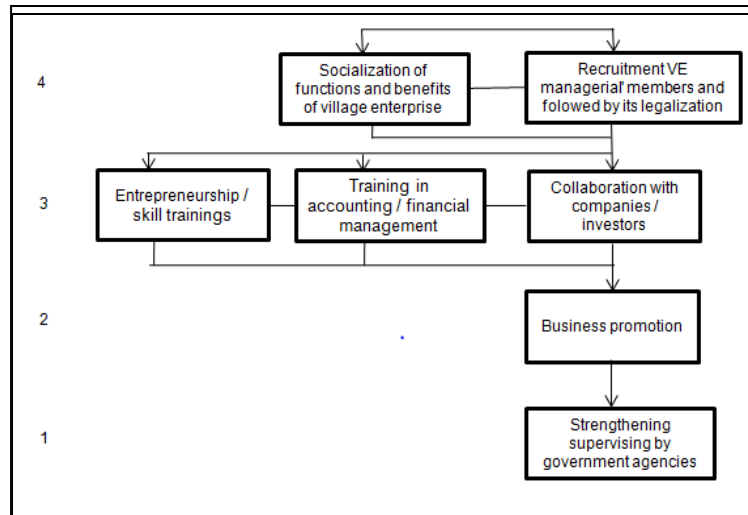 4
Socialization of
functions and benefits
of village enterprise
Recruitment VE
managerial' members and
folowed by its legalization
3
Entrepreneurship /
skill trainings
Training in
accounting / financial
management
Collaboration with
companies /
investors
2
Business promotion
1
Strengthening
supervising by
government agencies